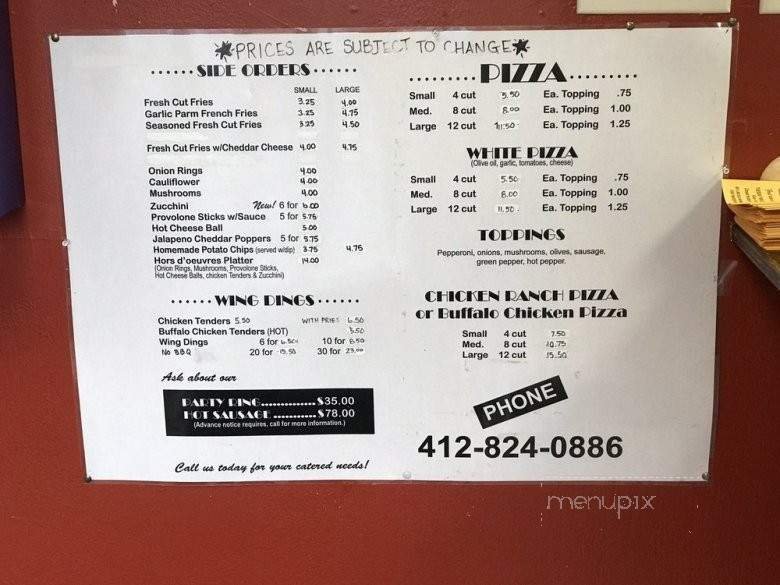 PRICES ARE SUBJECT TO CHANGE
SIDE ORDERS
SMALL LARGE
Fresh Cut Fries 3.25 4.00
Garlic Parm French Fries 3.25 4.75
Seasoned Fresh Cut Fries 3.25 4.50
Fresh Cut Fries w/Cheddar Cheese 4.00 4.75
Onion Rings 4.00
Cauliflower 4.00
Mushrooms 4.00
Zucchini New! 6 for 6.00
Provolone Sticks w/Sauce 5 for 5.75
Hot Cheese Ball 5.00
Jalapeno Cheddar Poppers 5 for 5.75
Homemade Potato Chips (served w/dip) 3.75 4.75
Hors d'oeuvres Platter 14.00
(Onion Rings, Mushrooms, Provolone Sticks,
Hot Cheese Balls, chicken Tenders & Zucchini)
WING DINGS
Chicken Tenders 5.50 WITH FRIES 6.50
Buffalo Chicken Tenders (HOT) 5.50
Wing Dings 6 for 6.50 10 for 8.50
No BBQ 20 for 15.50 30 for 23.00
Ask about our
PARTY RING..............$35.00
HOT SAUSAGE ...........$78.00
(Advance notice requires, call for more information.)
Call us today for your catered needs!
PIZZA
Small 4 cut 5.50 Ea. Topping .75
Med. 8 cut 8.00 Ea. Topping 1.00
Large 12 cut 11.50 Ea. Topping 1.25
WHITE PIZZA
(Olive oil, garlic, tomatoes, cheese)
Small 4 cut 5.50 Ea. Topping .75
Med. 8 cut 8.00 Ea. Topping 1.00
Large 12 cut 11.50 Ea. Topping 1.25
TOPPINGS
Pepperoni, onions, mushrooms, olives, sausage,
green pepper, hot pepper.
CHICKEN RANCH PIZZA
or Buffalo Chicken Pizza
Small 4 cut 7.50
Med. 8 cut 10.75
Large 12 cut 15.50
PHONE
412-824-0886
menupix